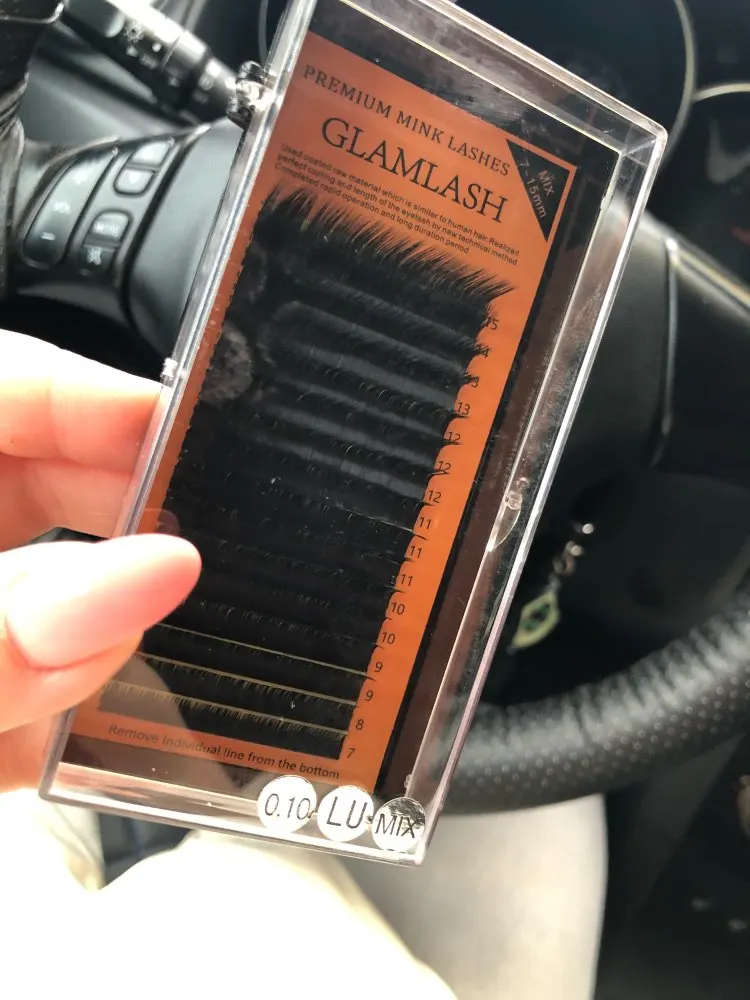 PREMIUM MINK LASHES
GLAMLASH
MIX
7-15mm
Used coated raw material which is similar to human hair Realized
perfect curling and length of the eyelash by new technical method
Completed rapid operation and long duration period
15
14
13
13
12
12
12
11
11
11
10
10
9
9
8
7
Remove Individual line from the bottom
0.10 LU MIX